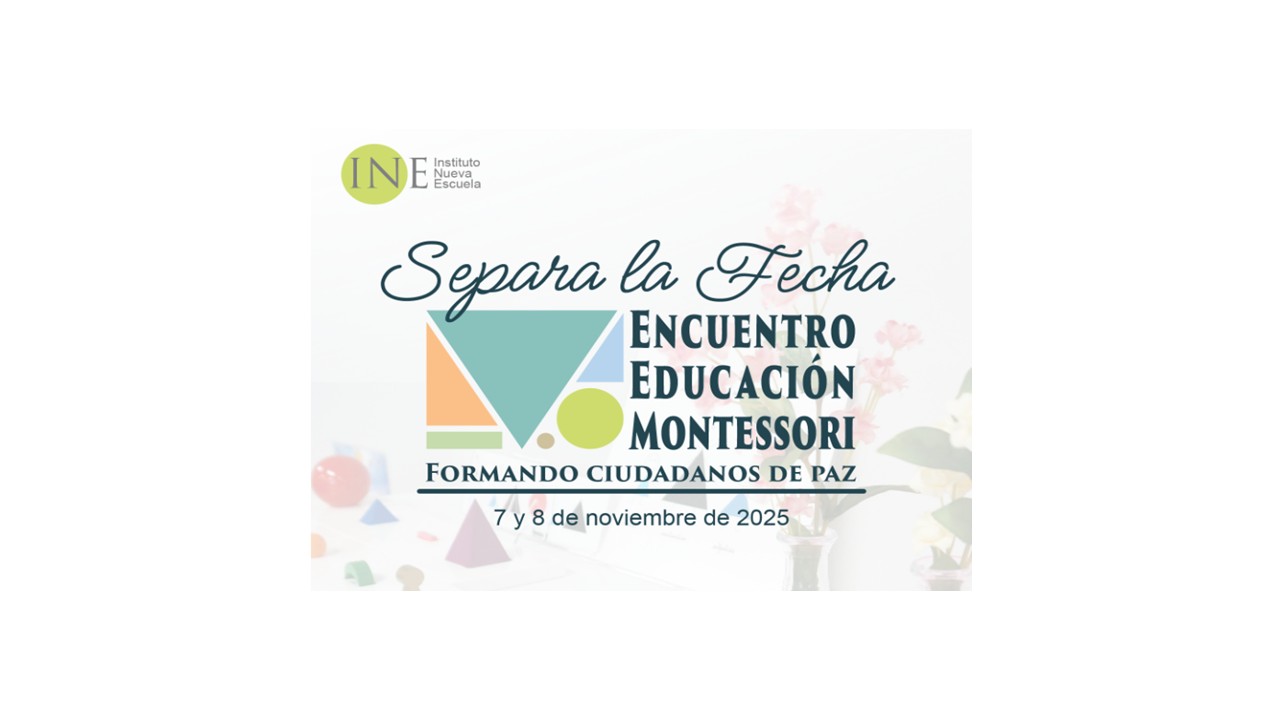 INE
Instituto
Nueva
Escuela
Separa la Fecha
ENCUENTRO
EDUCACIÓN
MONTESSORI
FORMANDO CIUDADANOS DE PAZ
7 y 8 de noviembre de 2025